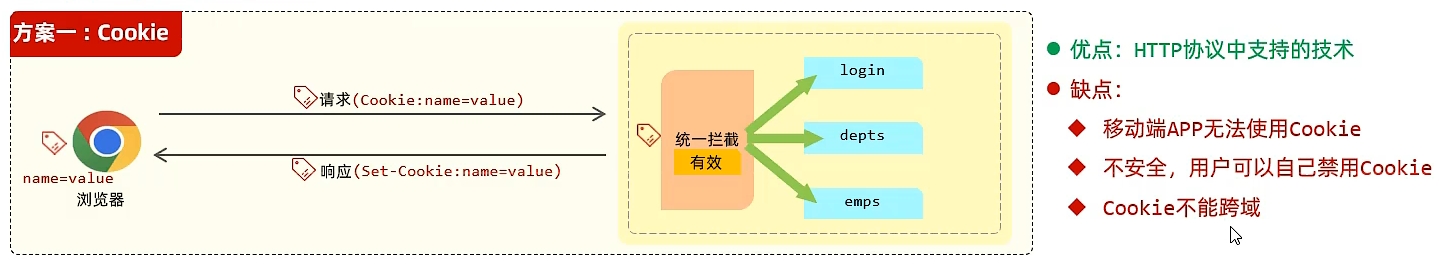 方案一：Cookie
请求(Cookie:name=value)
响应(Set-Cookie:name=value)
name=value
浏览器
统一拦截
有效
login
depts
emps
优点：HTTP协议中支持的技术
缺点：
移动端APP无法使用Cookie
不安全，用户可以自己禁用Cookie
Cookie不能跨域